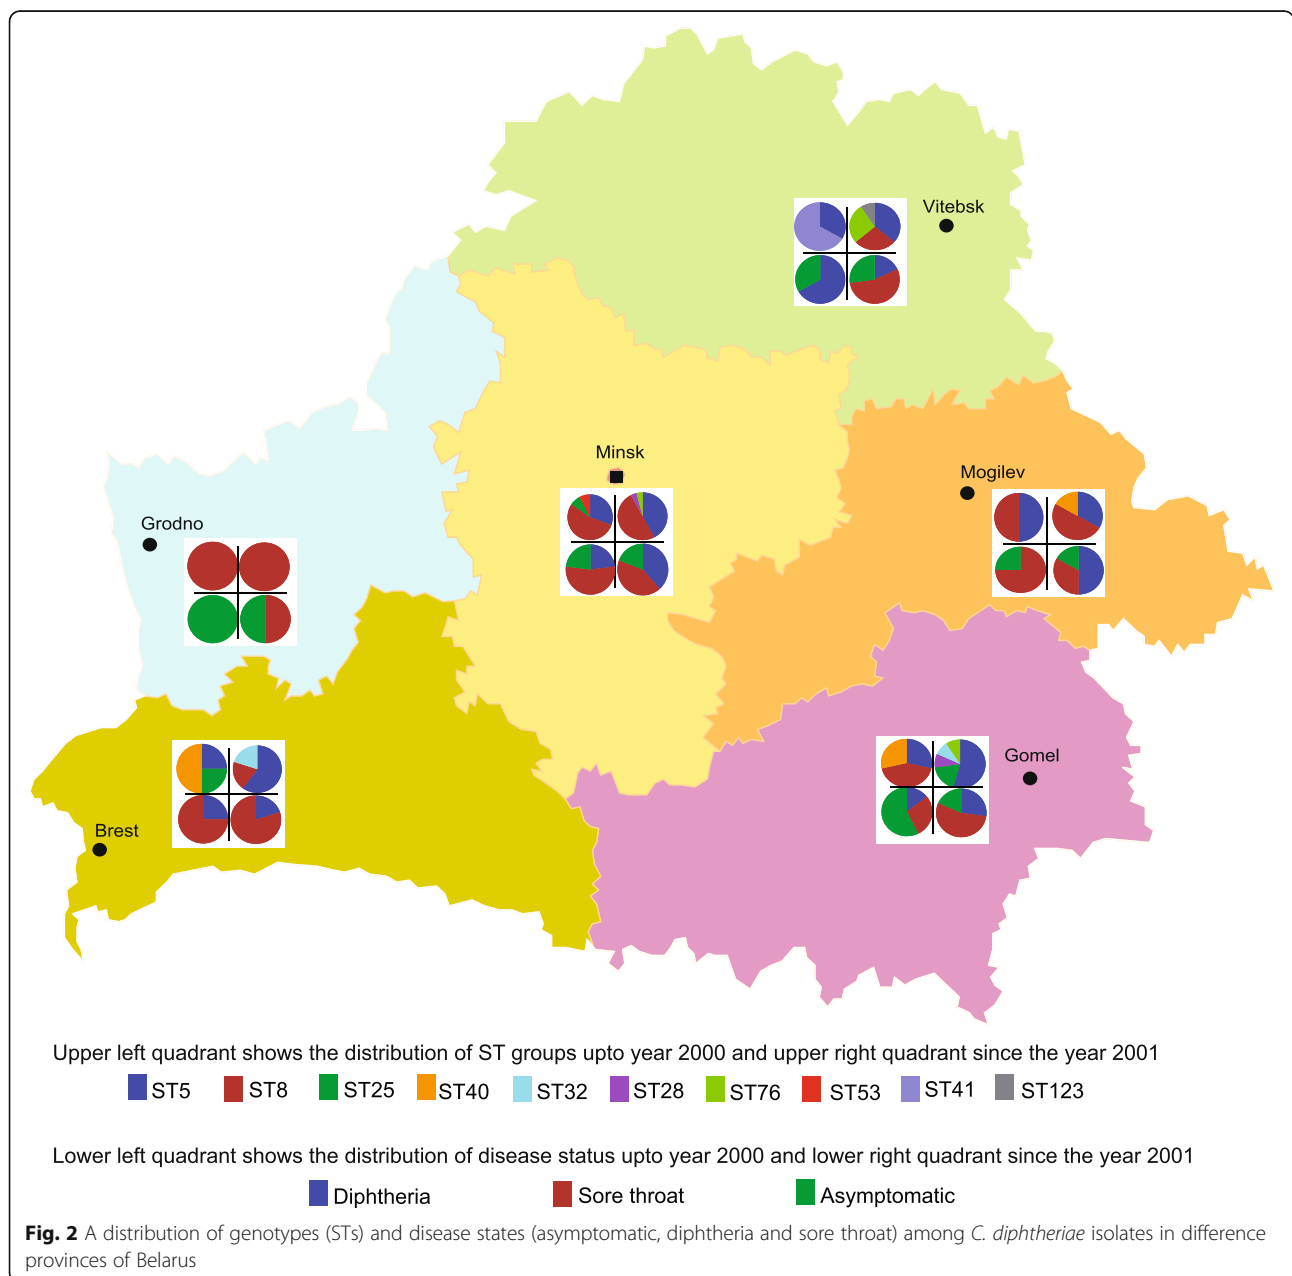 Vitebsk
Minsk
Mogilev
Grodno
Gomel
Brest
Upper left quadrant shows the distribution of ST groups upto year 2000 and upper right quadrant since the year 2001
ST5 ST8 ST25 ST40 ST32 ST28 ST76 ST53 ST41 ST123
Lower left quadrant shows the distribution of disease status upto year 2000 and lower right quadrant since the year 2001
Diphtheria Sore throat Asymptomatic
Fig. 2 A distribution of genotypes (STs) and disease states (asymptomatic, diphtheria and sore throat) among C. diphtheriae isolates in difference
provinces of Belarus